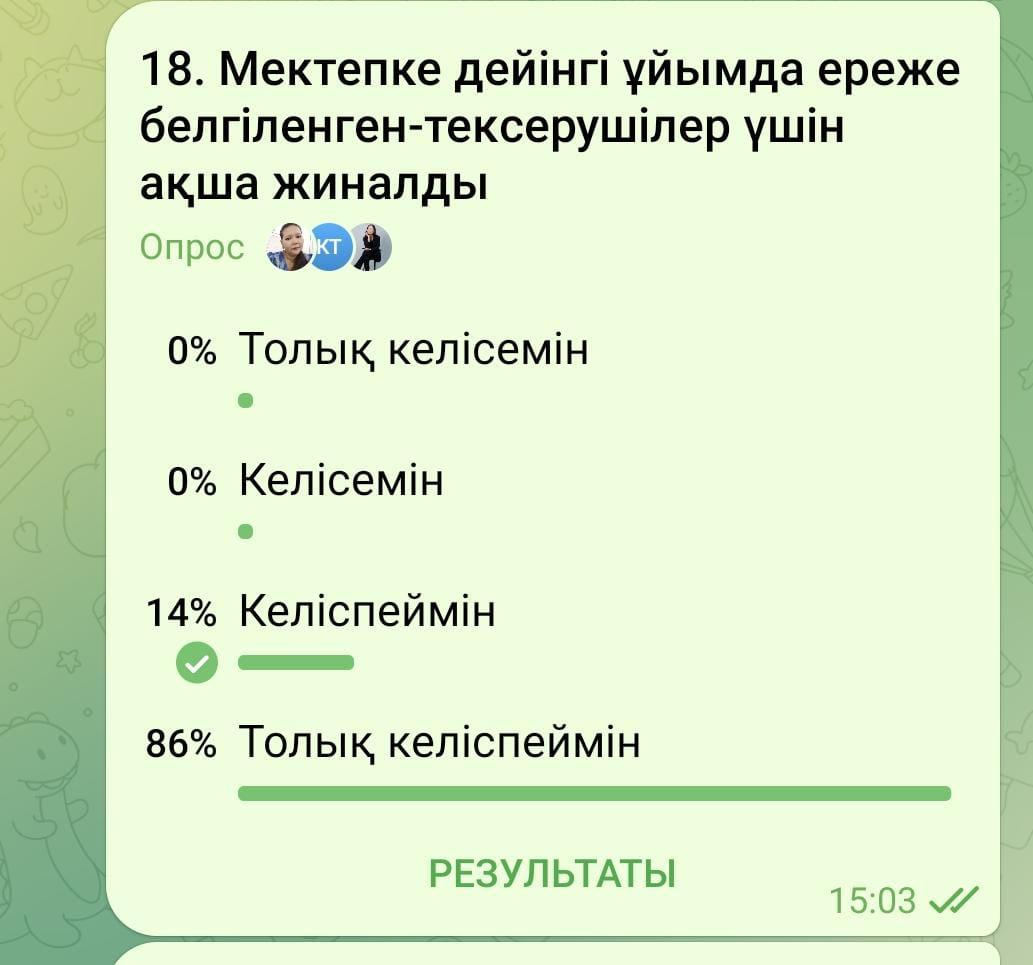 18. Мектепке дейінгі ұйымда ереже
белгіленген-тексерушілер үшін
ақша жиналды
Опрос КТ
0% Толық келісемін
0% Келісемін
14% Келіспеймін
86% Толық келіспеймін
РЕЗУЛЬТАТЫ
15:03